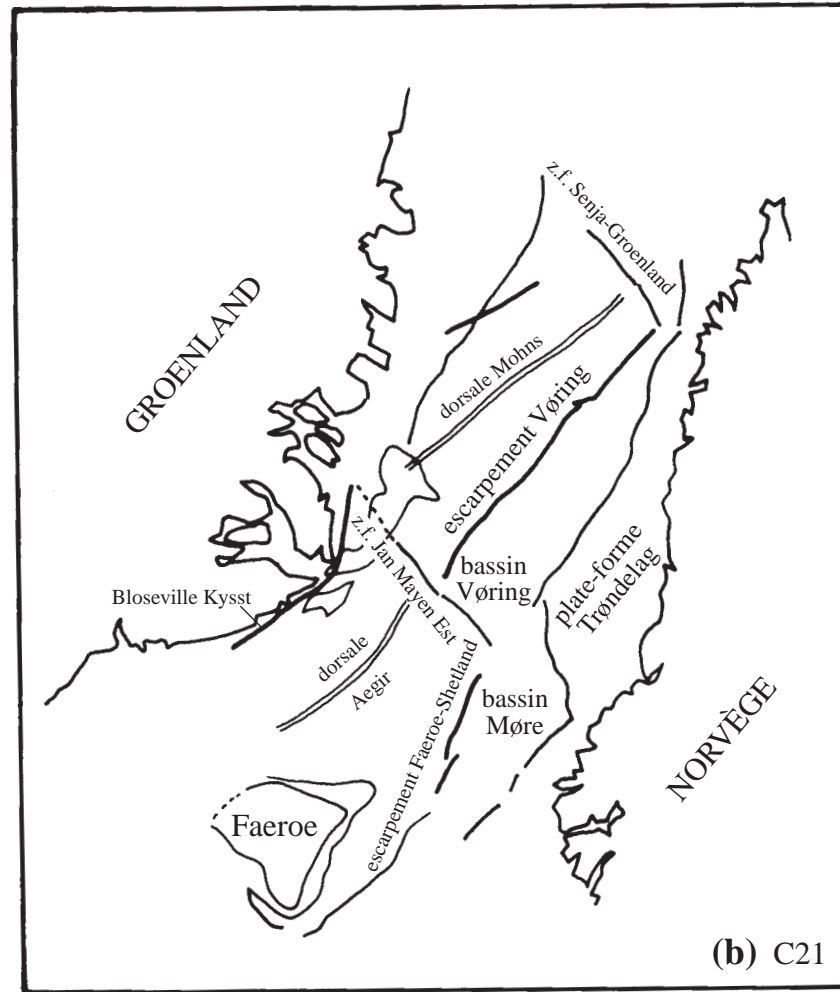 z.f. Senja-Groenland
GROENLAND
dorsale Mohns
escarpement Vøring
z.f. Jan Mayen Est
bassin
Vøring
plate-forme
Trøndelag
Bloseville Kysst
dorsale
Aegir
escarpement Faeroe-Shetland
bassin
Møre
NORVÈGE
Faeroe
(b) C21